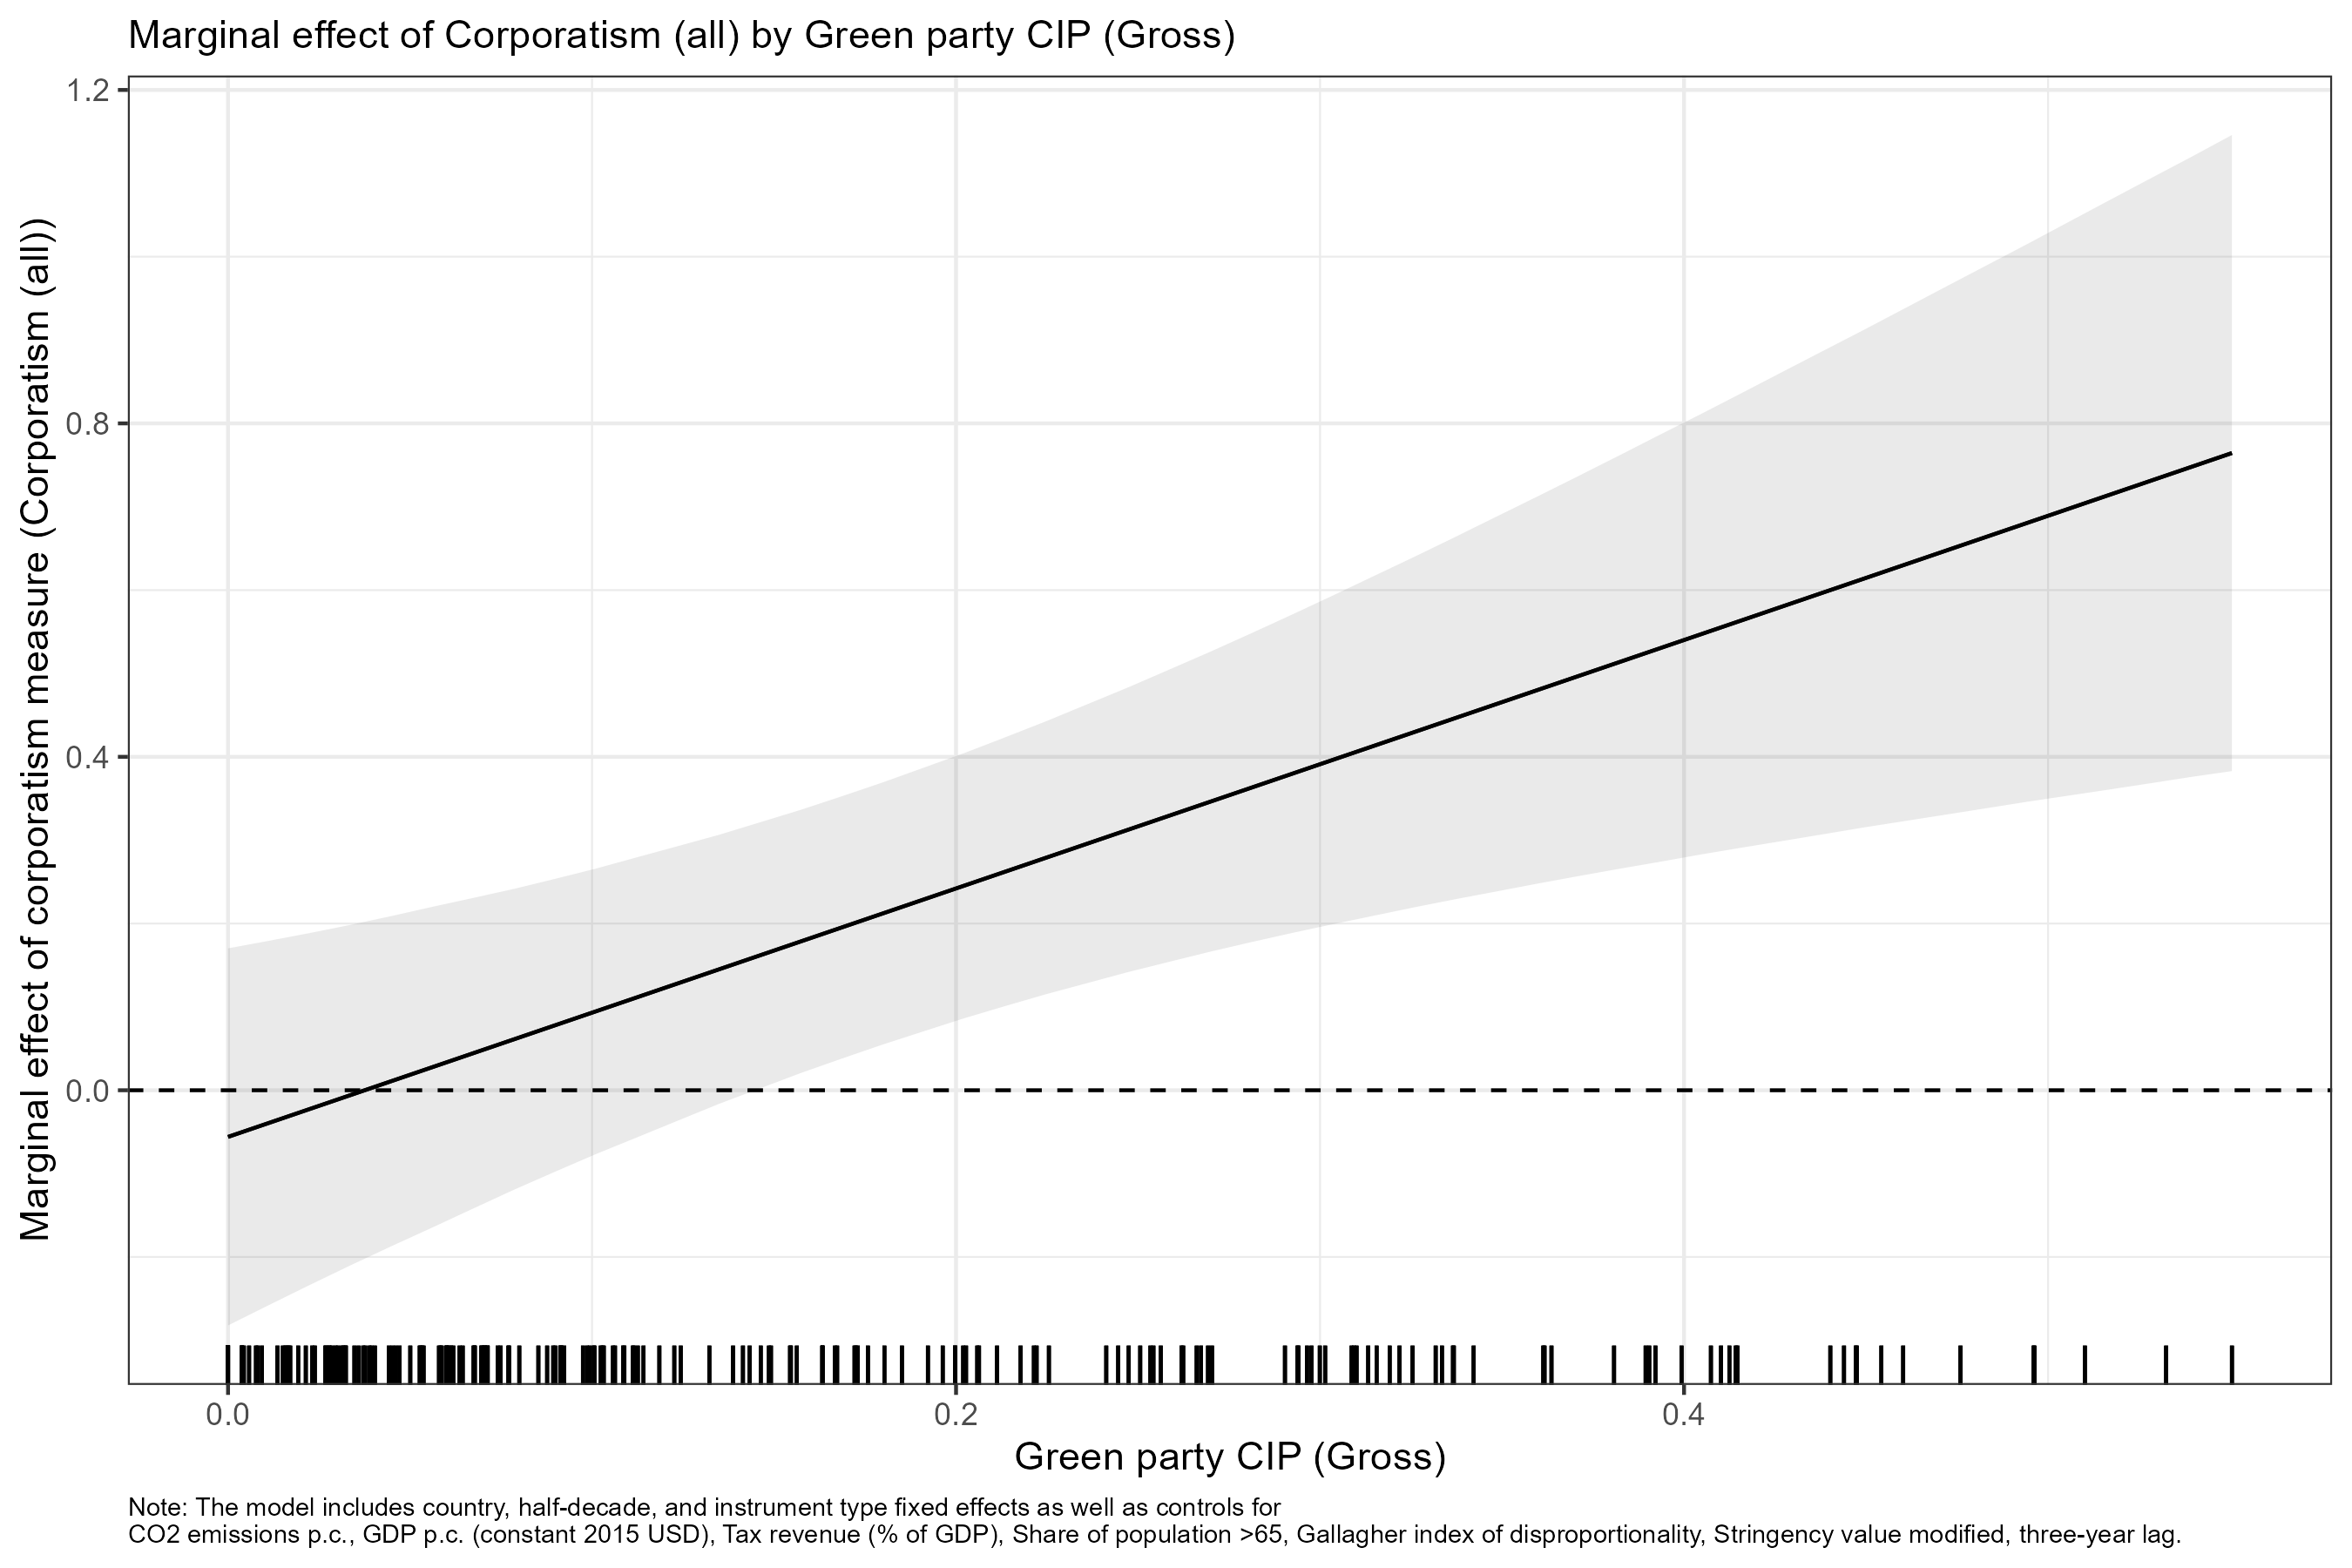 Marginal effect of Corporatism (all) by Green party CIP (Gross)
Marginal effect of corporatism measure (Corporatism (all))
1.2
0.8
0.4
0.0
0.0
0.2
0.4
Green party CIP (Gross)
Note: The model includes country, half-decade, and instrument type fixed effects as well as controls for
CO2 emissions p.c., GDP p.c. (constant 2015 USD), Tax revenue (% of GDP), Share of population >65, Gallagher index of disproportionality, Stringency value modified, three-year lag.